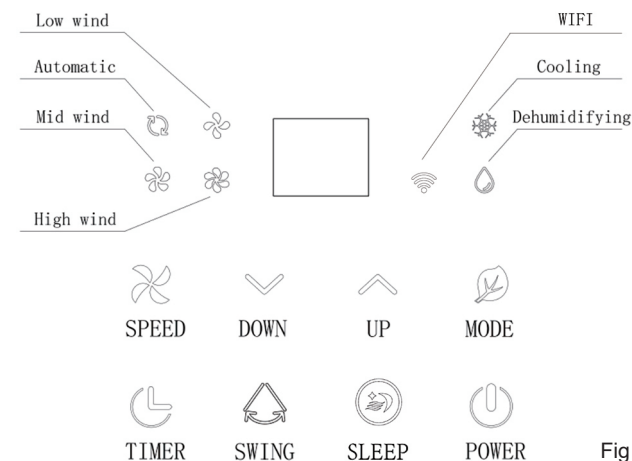 Low wind
WIFI
Automatic
Cooling
Mid wind
Dehumidifying
High wind
SPEED DOWN UP MODE
TIMER SWING SLEEP POWER
Fig